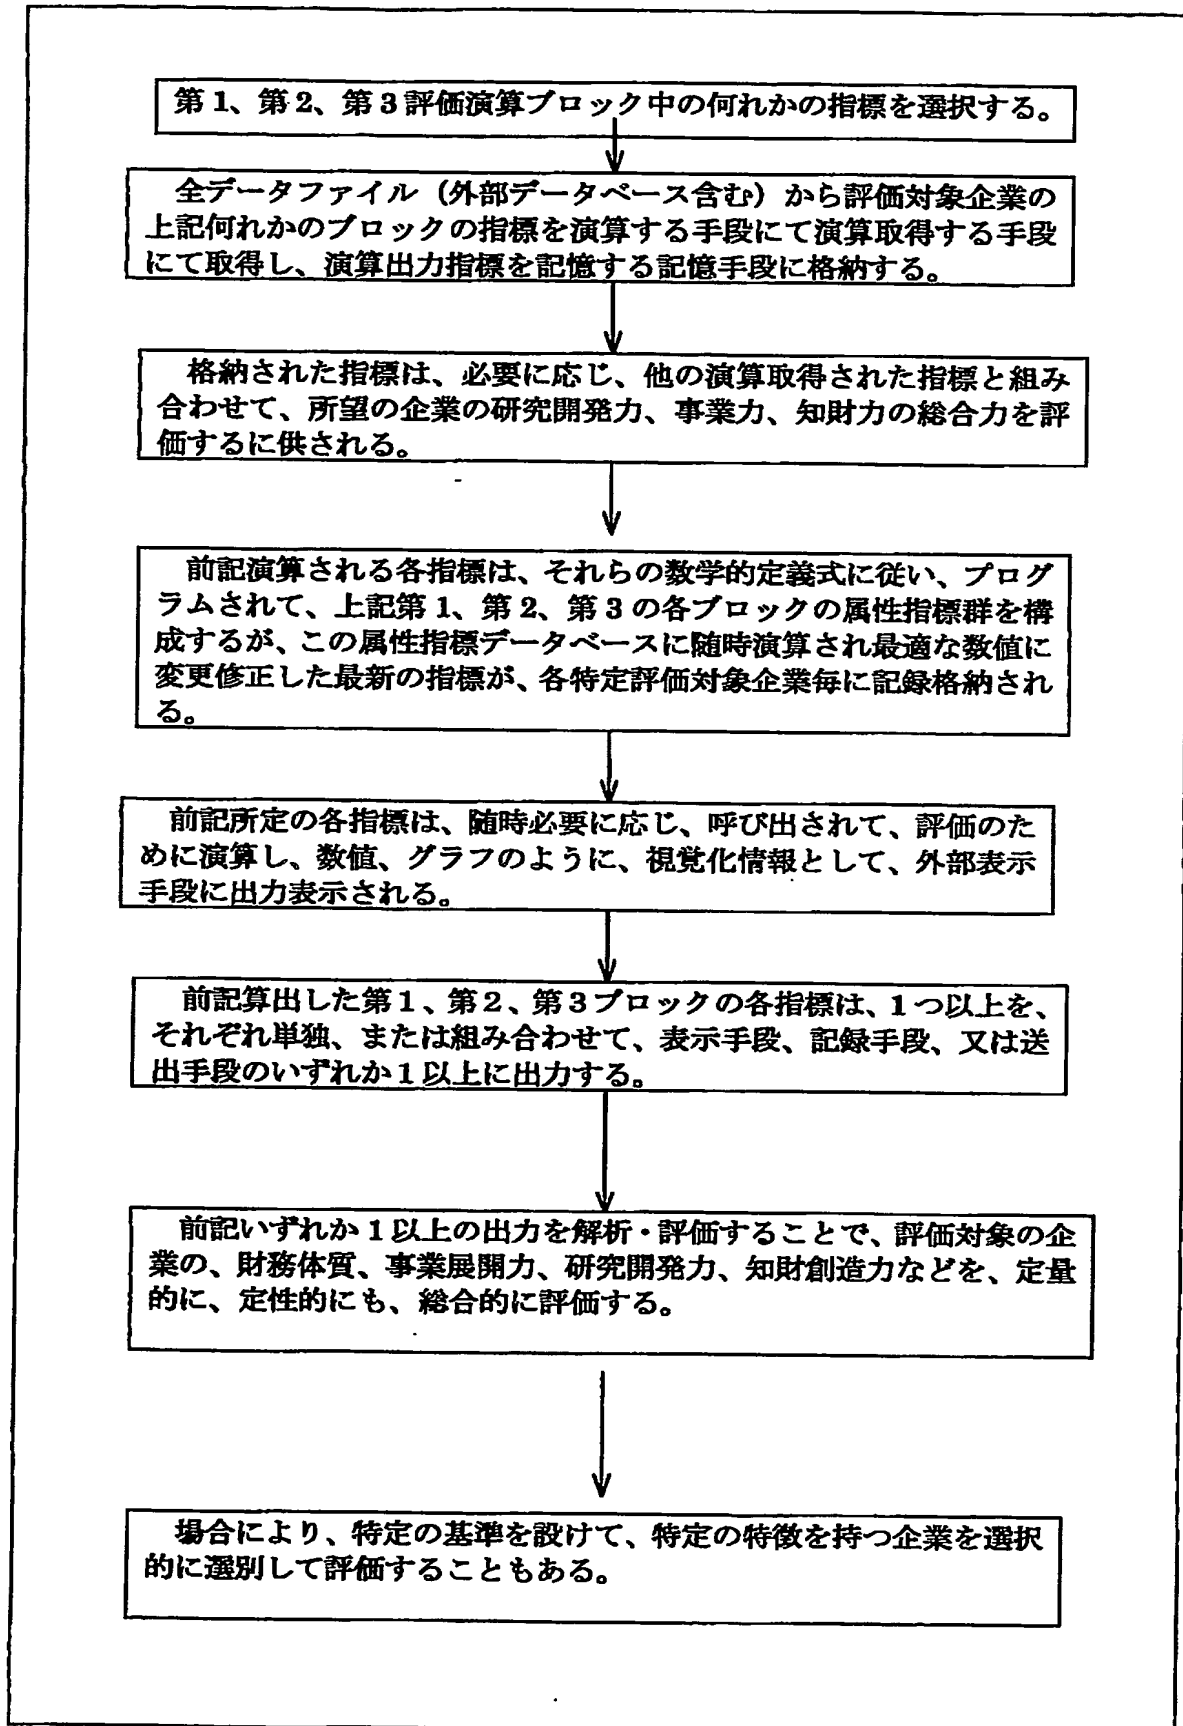 第1、第2、第3評価演算ブロック中の何れかの指標を選択する。
全データファイル（外部データベース含む）から評価対象企業の
上記何れかのブロックの指標を演算する手段にて演算取得する手段
にて取得し、演算出力指標を記憶する記憶手段に格納する。
格納された指標は、必要に応じ、他の演算取得された指標と組み
合わせて、所望の企業の研究開発力、事業力、知財力の総合力を評
価するに供される。
前記演算される各指標は、それらの数学的定義式に従い、プログ
ラムされて、上記第1、第2、第3の各ブロックの属性指標群を構
成するが、この属性指標データベースに随時演算され最適な数値に
変更修正した最新の指標が、各特定評価対象企業毎に記録格納され
る。
前記所定の各指標は、随時必要に応じ、呼び出されて、評価のた
めに演算し、数値、グラフのように、視覚化情報として、外部表示
手段に出力表示される。
前記算出した第1、第2、第3ブロックの各指標は、1つ以上を、
それぞれ単独、または組み合わせて、表示手段、記録手段、又は送
出手段のいずれか1以上に出力する。
前記いずれか1以上の出力を解析・評価することで、評価対象の企
業の、財務体質、事業展開力、研究開発力、知財創造力などを、定量
的に、定性的にも、総合的に評価する。
場合により、特定の基準を設けて、特定の特徴を持つ企業を選択
的に選別して評価することもある。